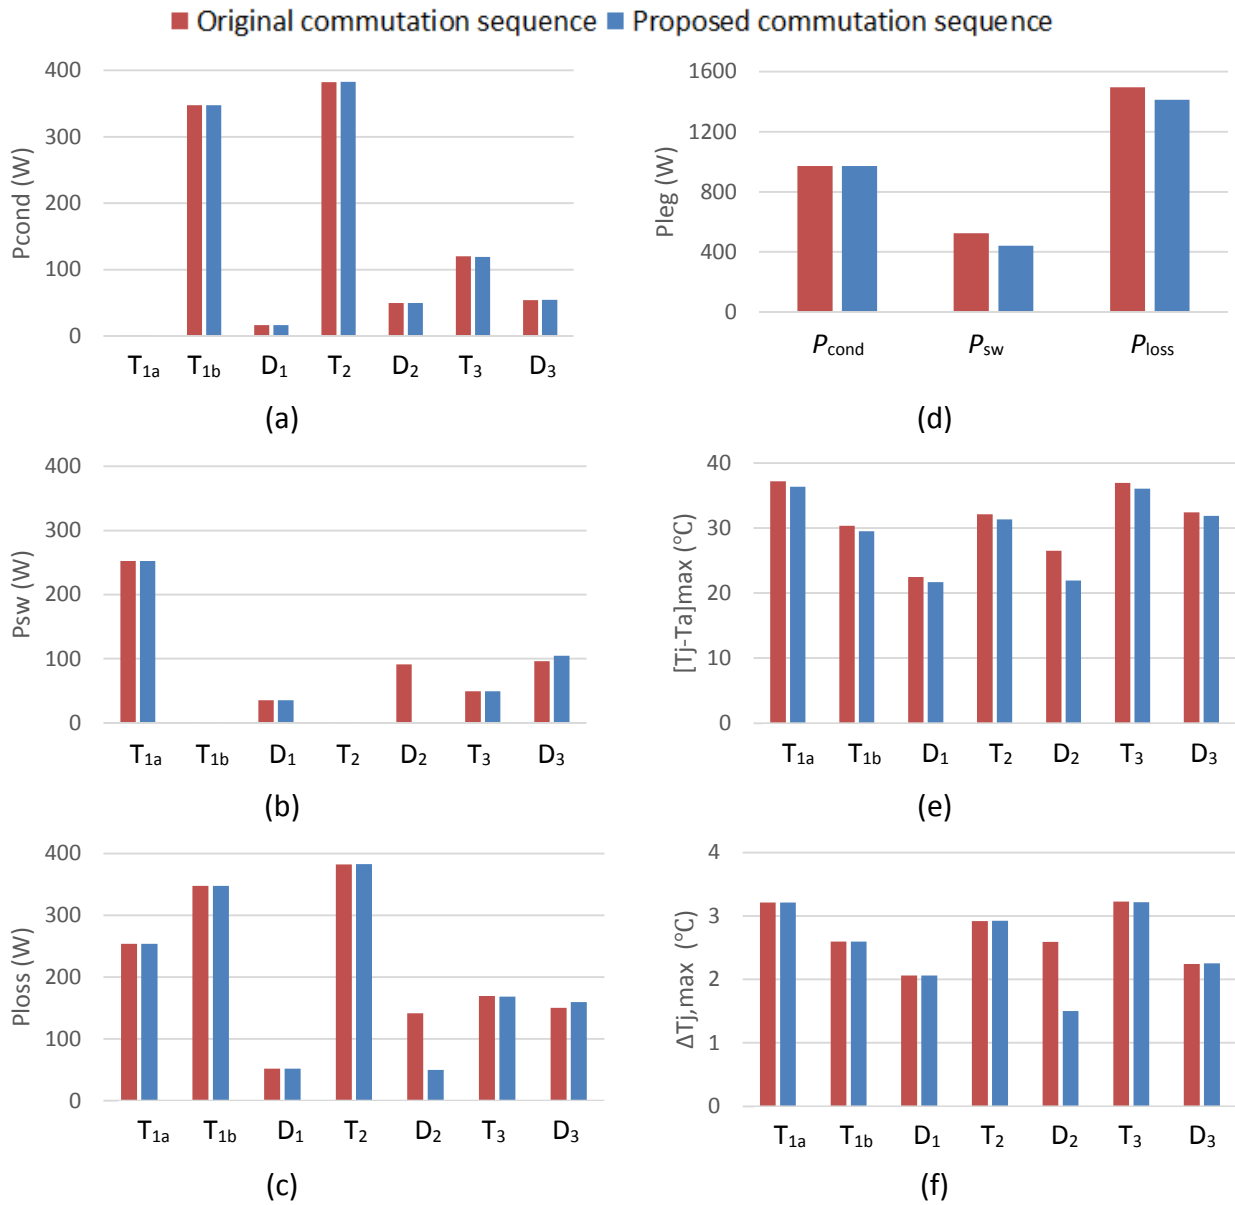 Original commutation sequence Proposed commutation sequence
400
300
200
100
0
Pcond (W)
T1a T1b D1 T2 D2 T3 D3
(a)
1600
1200
800
400
0
Pleg (W)
Pcond Psw Ploss
(d)
400
300
200
100
0
Psw (W)
T1a T1b D1 T2 D2 T3 D3
(b)
40
30
20
10
0
[Tj-Ta]max (°C)
T1a T1b D1 T2 D2 T3 D3
(e)
400
300
200
100
0
Ploss (W)
T1a T1b D1 T2 D2 T3 D3
(c)
4
3
2
1
0
ΔTj,max (°C)
T1a T1b D1 T2 D2 T3 D3
(f)